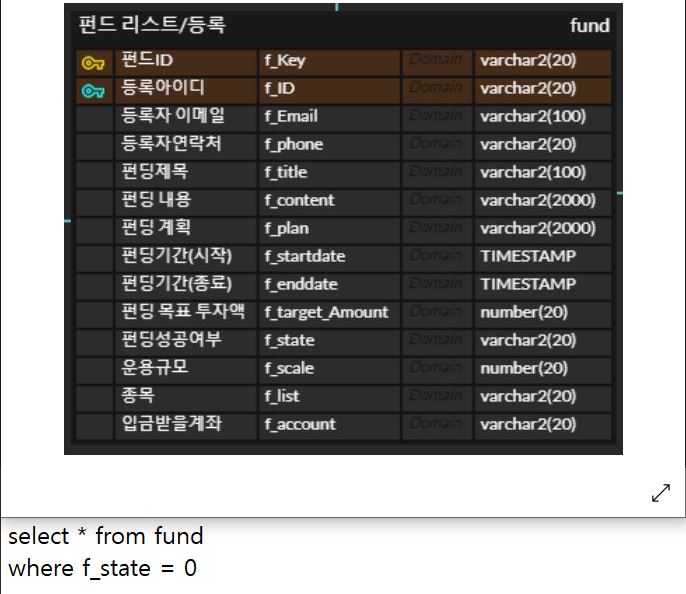 펀드 리스트/등록 fund
펀드ID f_Key Domain varchar2(20)
등록아이디 f_ID Domain varchar2(20)
등록자 이메일 f_Email Domain varchar2(100)
등록자연락처 f_phone Domain varchar2(20)
펀딩제목 f_title Domain varchar2(100)
펀딩 내용 f_content Domain varchar2(2000)
펀딩 계획 f_plan Domain varchar2(2000)
펀딩기간(시작) f_startdate Domain TIMESTAMP
펀딩기간(종료) f_enddate Domain TIMESTAMP
펀딩 목표 투자액 f_target_Amount Domain number(20)
펀딩성공여부 f_state Domain varchar2(20)
운용규모 f_scale Domain number(20)
종목 f_list Domain varchar2(20)
입금받을계좌 f_account Domain varchar2(20)
select * from fund
where f_state = 0